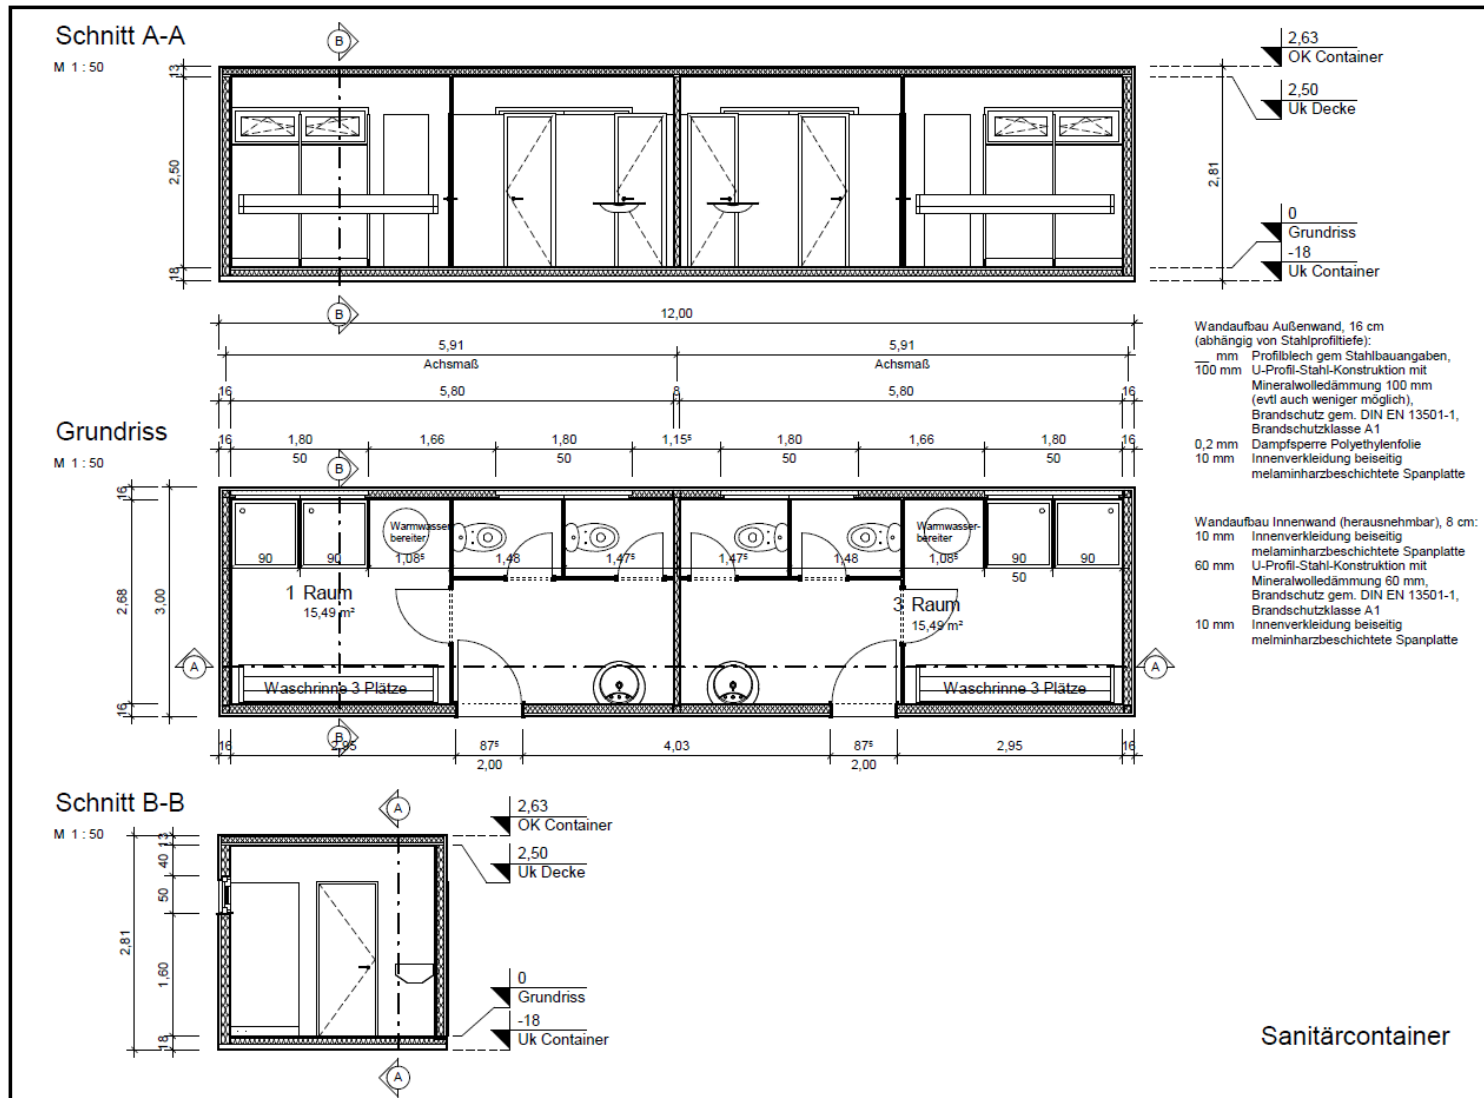 Schnitt A-A
M 1 : 50
B
2,63
OK Container
2,50
Uk Decke
13
2,50
18
2,81
0
Grundriss
-18
Uk Container
B
12,00
5,91
5,91
Achsmaß
Achsmaß
16
5,80
8
5,80
16
Grundriss
M 1 : 50
16
1,80
1,66
1,80
1,15⁵
1,80
1,66
1,80
16
50
50
50
50
B
16
2,68
3,00
16
Warmwasser-
bereiter
Warmwasser-
bereiter
90
90
1,08⁵
1,48
1,47⁵
1,47⁵
1,48
1,08⁵
90
90
50
1 Raum
15,49 m²
3 Raum
15,49 m²
A
A
Waschrinne 3 Plätze
Waschrinne 3 Plätze
B
16
2,95
87⁵
4,03
87⁵
2,95
16
2,00
2,00
Wandaufbau Außenwand, 16 cm
(abhängig von Stahlprofiltiefe):
__ mm Profilblech gem Stahlbauangaben,
100 mm U-Profil-Stahl-Konstruktion mit
Mineralwolledämmung 100 mm
(evtl auch weniger möglich),
Brandschutz gem. DIN EN 13501-1,
Brandschutzklasse A1
0,2 mm Dampfsperre Polyethylenfolie
10 mm Innenverkleidung beiseitig
melaminharzbeschichtete Spanplatte
Wandaufbau Innenwand (herausnehmbar), 8 cm:
10 mm Innenverkleidung beiseitig
melaminharzbeschichtete Spanplatte
60 mm U-Profil-Stahl-Konstruktion mit
Mineralwolledämmung 60 mm,
Brandschutz gem. DIN EN 13501-1,
Brandschutzklasse A1
10 mm Innenverkleidung beiseitig
melminharzbeschichtete Spanplatte
Schnitt B-B
M 1 : 50
A
2,63
OK Container
2,50
Uk Decke
13
40
50
1,60
18
2,81
0
Grundriss
-18
Uk Container
A
Sanitärcontainer